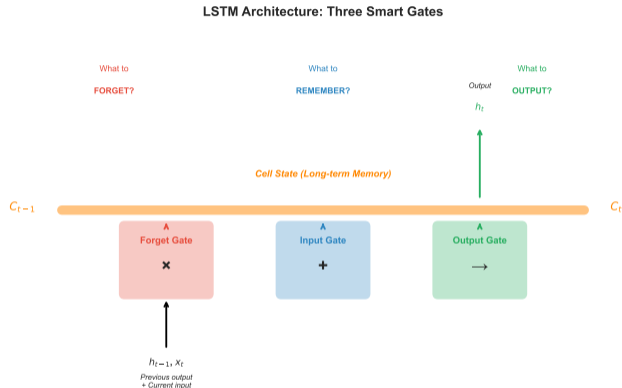 LSTM Architecture: Three Smart Gates
What to
FORGET?
What to
REMEMBER?
What to
OUTPUT?
Output
h_t
Cell State (Long-term Memory)
C_{t-1}
C_t
Forget Gate
×
Input Gate
+
Output Gate
→
h_{t-1}, x_t
Previous output
+ Current input